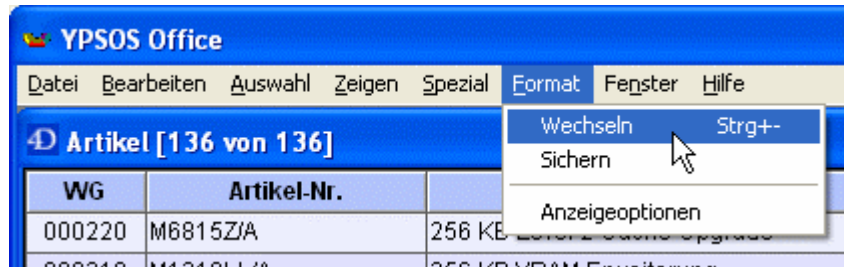 YPSOS Office
Datei Bearbeiten Auswahl Zeigen Spezial Format Fenster Hilfe
Wechseln Strg+-
Artikel [136 von 136]
Sichern
WG Artikel-Nr.
Anzeigeoptionen
000220 M6815Z/A 256 KB